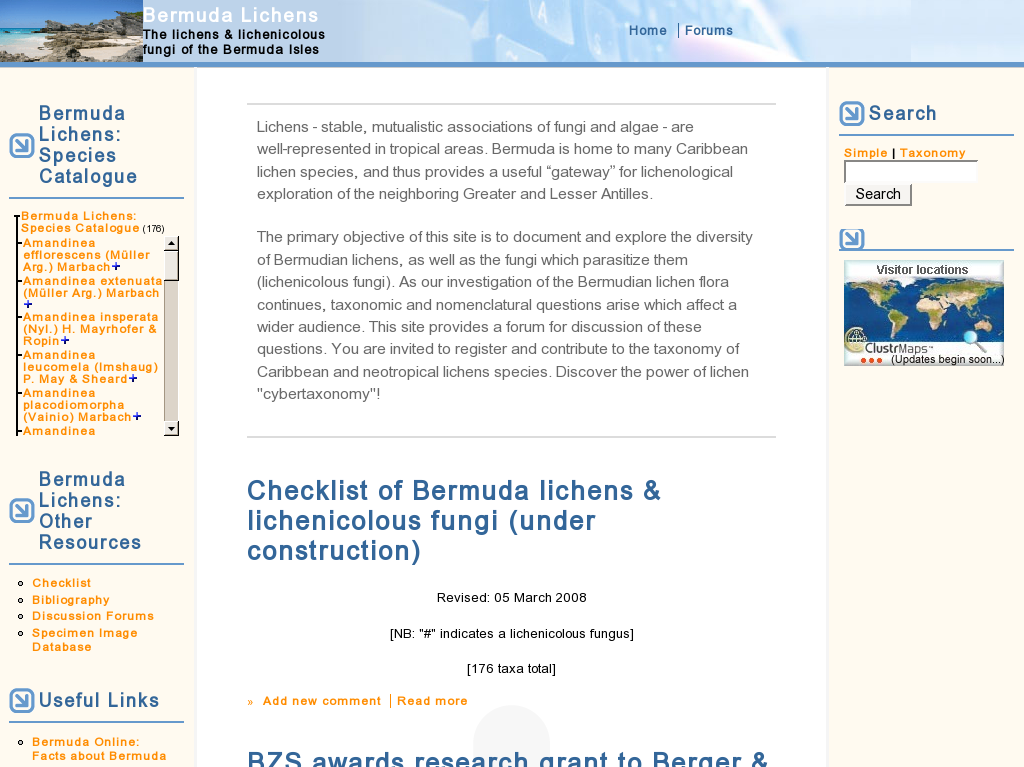 Bermuda Lichens
The lichens & lichenicolous
fungi of the Bermuda Isles
Home
Forums
Bermuda
Lichens:
Species
Catalogue
Bermuda Lichens:
Species Catalogue (176)
Amandinea
efflorescens (Müller
Arg.) Marbach
Amandinea extenuata
(Müller Arg.) Marbach
Amandinea insperata
(Nyl.) H. Mayrhofer &
Ropin
Amandinea
leucomela (Imshaug)
P. May & Sheard
Amandinea
placodiomorpha
(Vainio) Marbach
Amandinea
Bermuda
Lichens:
Other
Resources
Checklist
Bibliography
Discussion Forums
Specimen Image
Database
Useful Links
Bermuda Online:
Facts about Bermuda
Lichens - stable, mutualistic associations of fungi and algae - are
well-represented in tropical areas. Bermuda is home to many Caribbean
lichen species, and thus provides a useful “gateway” for lichenological
exploration of the neighboring Greater and Lesser Antilles.
The primary objective of this site is to document and explore the diversity
of Bermudian lichens, as well as the fungi which parasitize them
(lichenicolous fungi). As our investigation of the Bermudian lichen flora
continues, taxonomic and nomenclatural questions arise which affect a
wider audience. This site provides a forum for discussion of these
questions. You are invited to register and contribute to the taxonomy of
Caribbean and neotropical lichens species. Discover the power of lichen
"cybertaxonomy"!
Checklist of Bermuda lichens &
lichenicolous fungi (under
construction)
Revised: 05 March 2008
[NB: "#" indicates a lichenicolous fungus]
[176 taxa total]
» Add new comment | Read more
BZS awards research grant to Berger &
Search
Simple | Taxonomy
Search
Visitor locations
ClustrMaps™
(Updates begin soon...)